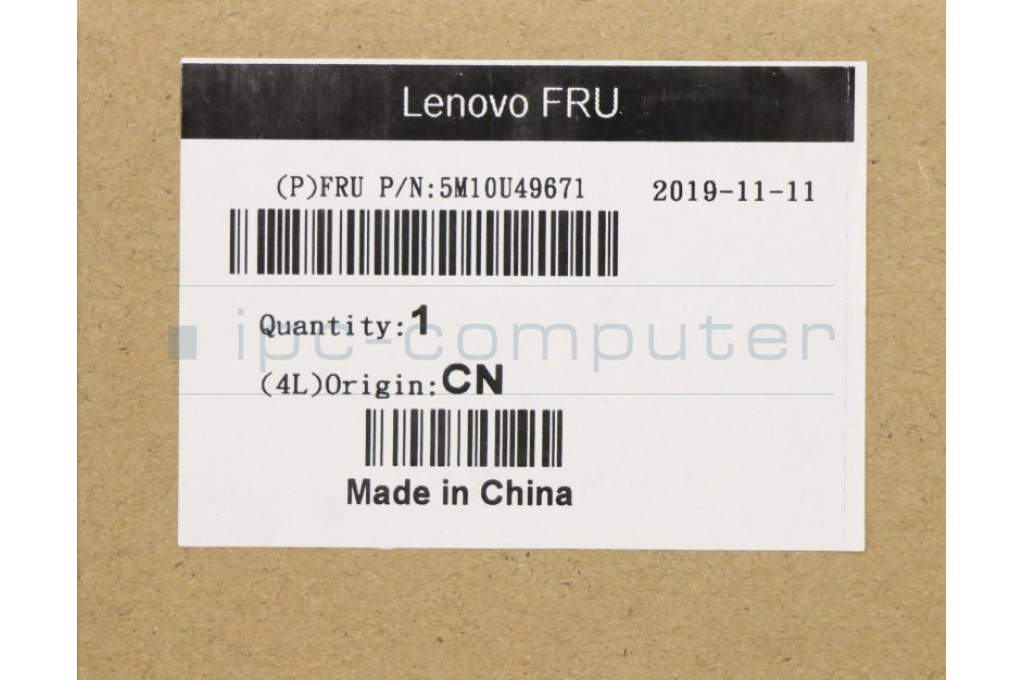 Lenovo FRU
(P)FRU P/N:5M10U49671 2019-11-11
Quantity:1
ipc-computer
(4L)Origin:CN
Made in China